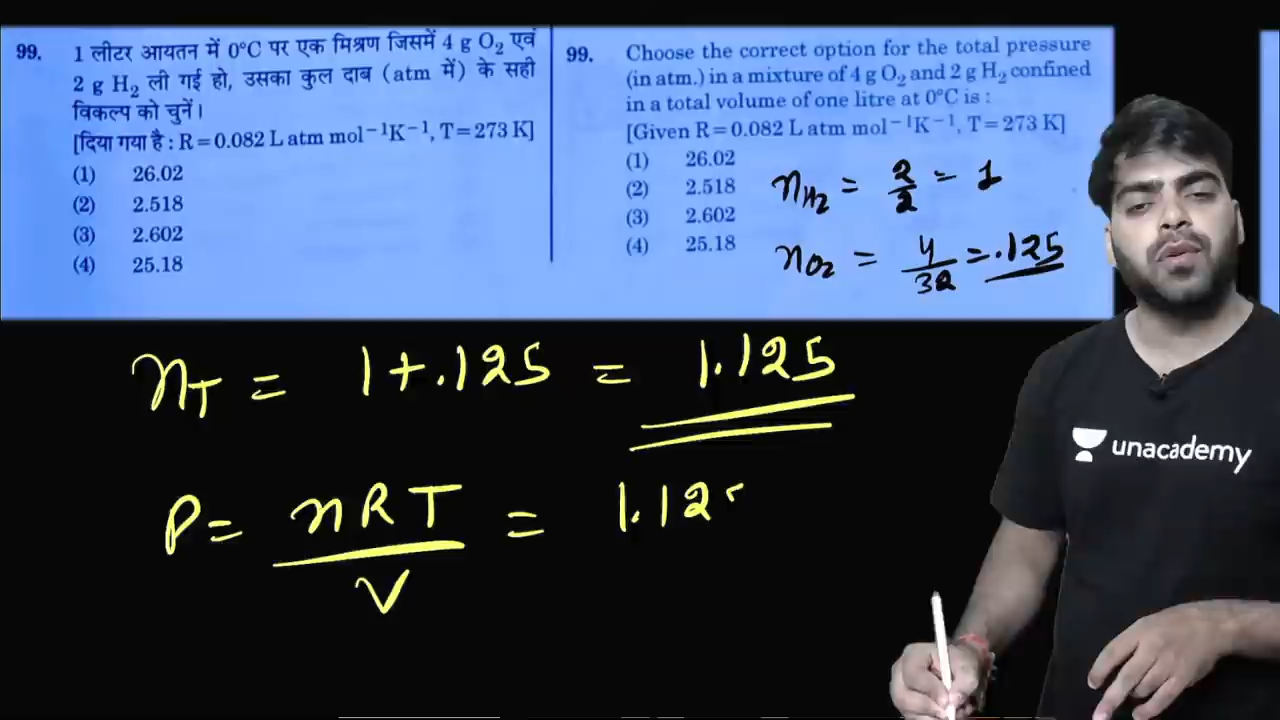 99. 1 लीटर आयतन में 0°C पर एक मिश्रण जिसमें 4 g O₂ एवं
2 g H₂ ली गई हो, उसका कुल दाब (atm में) के सही
विकल्प को चुनें।
[दिया गया है : R = 0.082 L atm mol⁻¹K⁻¹, T = 273 K]
(1) 26.02
(2) 2.518
(3) 2.602
(4) 25.18
99. Choose the correct option for the total pressure
(in atm.) in a mixture of 4 g O₂ and 2 g H₂ confined
in a total volume of one litre at 0°C is :
[Given R = 0.082 L atm mol⁻¹K⁻¹, T = 273 K]
(1) 26.02
(2) 2.518
(3) 2.602
(4) 25.18
nH₂ = 2/2 = 1
nO₂ = 4/32 = .125
nT = 1 + .125 = 1.125
P = nRT/V = 1.12
unacademy